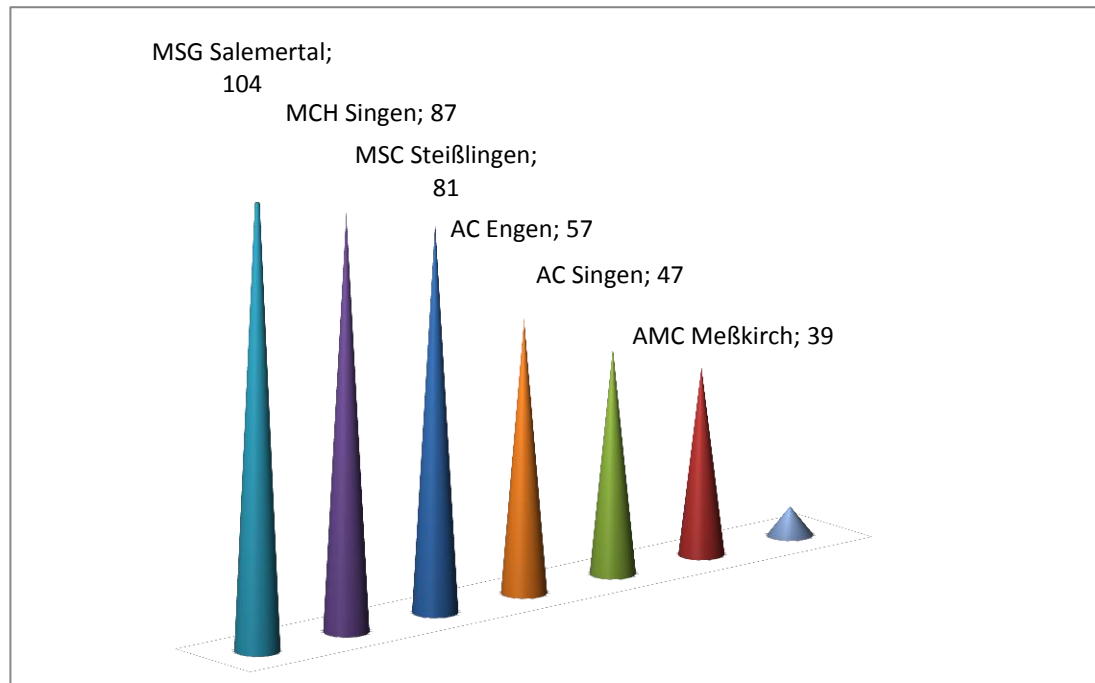 MSG Salemertal;
104
MCH Singen; 87
MSC Steißlingen;
81
AC Engen; 57
AC Singen; 47
AMC Meßkirch; 39